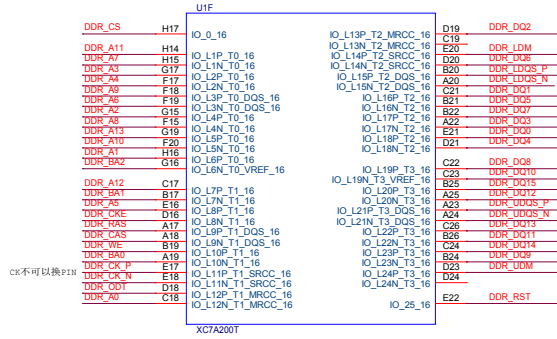 U1F
DDR_CS H17 IO_0_16
DDR_A11 H14 IO_L1P_T0_16
DDR_A7 H15 IO_L1N_T0_16
DDR_A3 G17 IO_L2P_T0_16
DDR_A4 F17 IO_L2N_T0_16
DDR_A9 F18 IO_L3P_T0_DQS_16
DDR_A6 F19 IO_L3N_T0_DQS_16
DDR_A2 G15 IO_L4P_T0_16
DDR_A8 F15 IO_L4N_T0_16
DDR_A13 G19 IO_L5P_T0_16
DDR_A10 F20 IO_L5N_T0_16
DDR_A1 H16 IO_L6P_T0_16
DDR_BA2 G16 IO_L6N_T0_VREF_16
DDR_A12 C17 IO_L7P_T1_16
DDR_BA1 B17 IO_L7N_T1_16
DDR_A5 E16 IO_L8P_T1_16
DDR_CKE D16 IO_L8N_T1_16
DDR_RAS A17 IO_L9P_T1_DQS_16
DDR_CAS A18 IO_L9N_T1_DQS_16
DDR_WE B19 IO_L10P_T1_16
DDR_BA0 A19 IO_L10N_T1_16
CK不可以换PIN
DDR_CK_P E17 IO_L11P_T1_SRCC_16
DDR_CK_N E18 IO_L11N_T1_SRCC_16
DDR_ODT D18 IO_L12P_T1_MRCC_16
DDR_A0 C18 IO_L12N_T1_MRCC_16
IO_L13P_T2_MRCC_16 D19 DDR_DQ2
IO_L13N_T2_MRCC_16 C19
IO_L14P_T2_SRCC_16 E20 DDR_LDM
IO_L14N_T2_SRCC_16 D20 DDR_DQ6
IO_L15P_T2_DQS_16 B20 DDR_LDQS_P
IO_L15N_T2_DQS_16 A20 DDR_LDQS_N
IO_L16P_T2_16 C21 DDR_DQ1
IO_L16N_T2_16 B21 DDR_DQ5
IO_L17P_T2_16 B22 DDR_DQ7
IO_L17N_T2_16 A22 DDR_DQ3
IO_L18P_T2_16 E21 DDR_DQ0
IO_L18N_T2_16 D21 DDR_DQ4
IO_L19P_T3_16 C22 DDR_DQ8
IO_L19N_T3_VREF_16 C23 DDR_DQ10
IO_L20P_T3_16 B25 DDR_DQ15
IO_L20N_T3_16 A25 DDR_DQ12
IO_L21P_T3_DQS_16 A23 DDR_UDQS_P
IO_L21N_T3_DQS_16 A24 DDR_UDQS_N
IO_L22P_T3_16 C26 DDR_DQ13
IO_L22N_T3_16 B26 DDR_DQ11
IO_L23P_T3_16 C24 DDR_DQ14
IO_L23N_T3_16 B24 DDR_DQ9
IO_L24P_T3_16 D23 DDR_UDM
IO_L24N_T3_16 D24
IO_25_16 E22 DDR_RST
XC7A200T